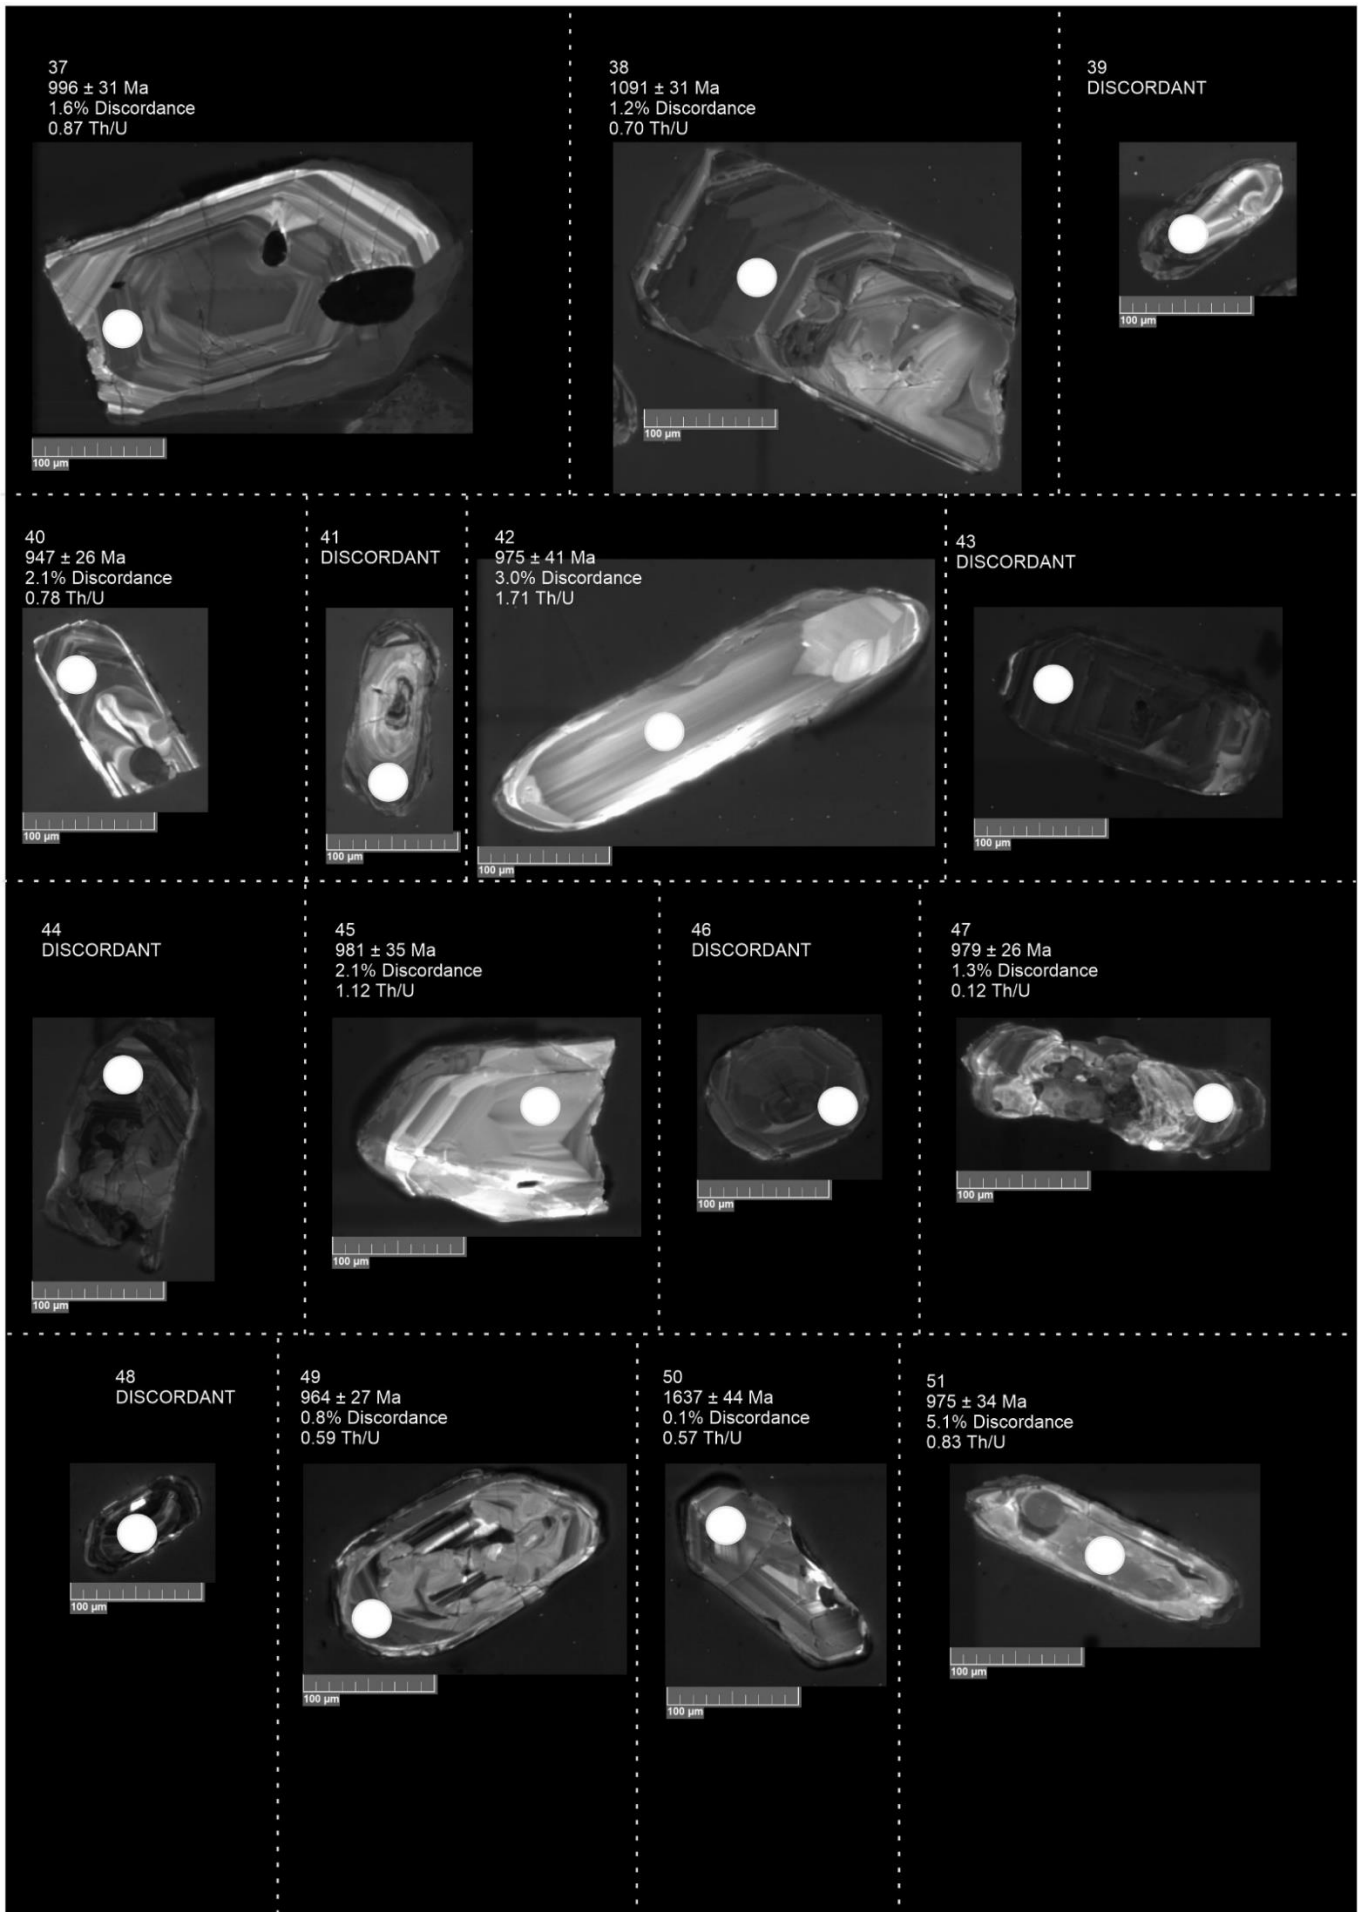 37
996 ± 31 Ma
1.6% Discordance
0.87 Th/U
100 µm
38
1091 ± 31 Ma
1.2% Discordance
0.70 Th/U
100 µm
39
DISCORDANT
100 µm
40
947 ± 26 Ma
2.1% Discordance
0.78 Th/U
100 µm
41
DISCORDANT
100 µm
42
975 ± 41 Ma
3.0% Discordance
1.71 Th/U
100 µm
43
DISCORDANT
100 µm
44
DISCORDANT
100 µm
45
981 ± 35 Ma
2.1% Discordance
1.12 Th/U
100 µm
46
DISCORDANT
100 µm
47
979 ± 26 Ma
1.3% Discordance
0.12 Th/U
100 µm
48
DISCORDANT
100 µm
49
964 ± 27 Ma
0.8% Discordance
0.59 Th/U
100 µm
50
1637 ± 44 Ma
0.1% Discordance
0.57 Th/U
100 µm
51
975 ± 34 Ma
5.1% Discordance
0.83 Th/U
100 µm